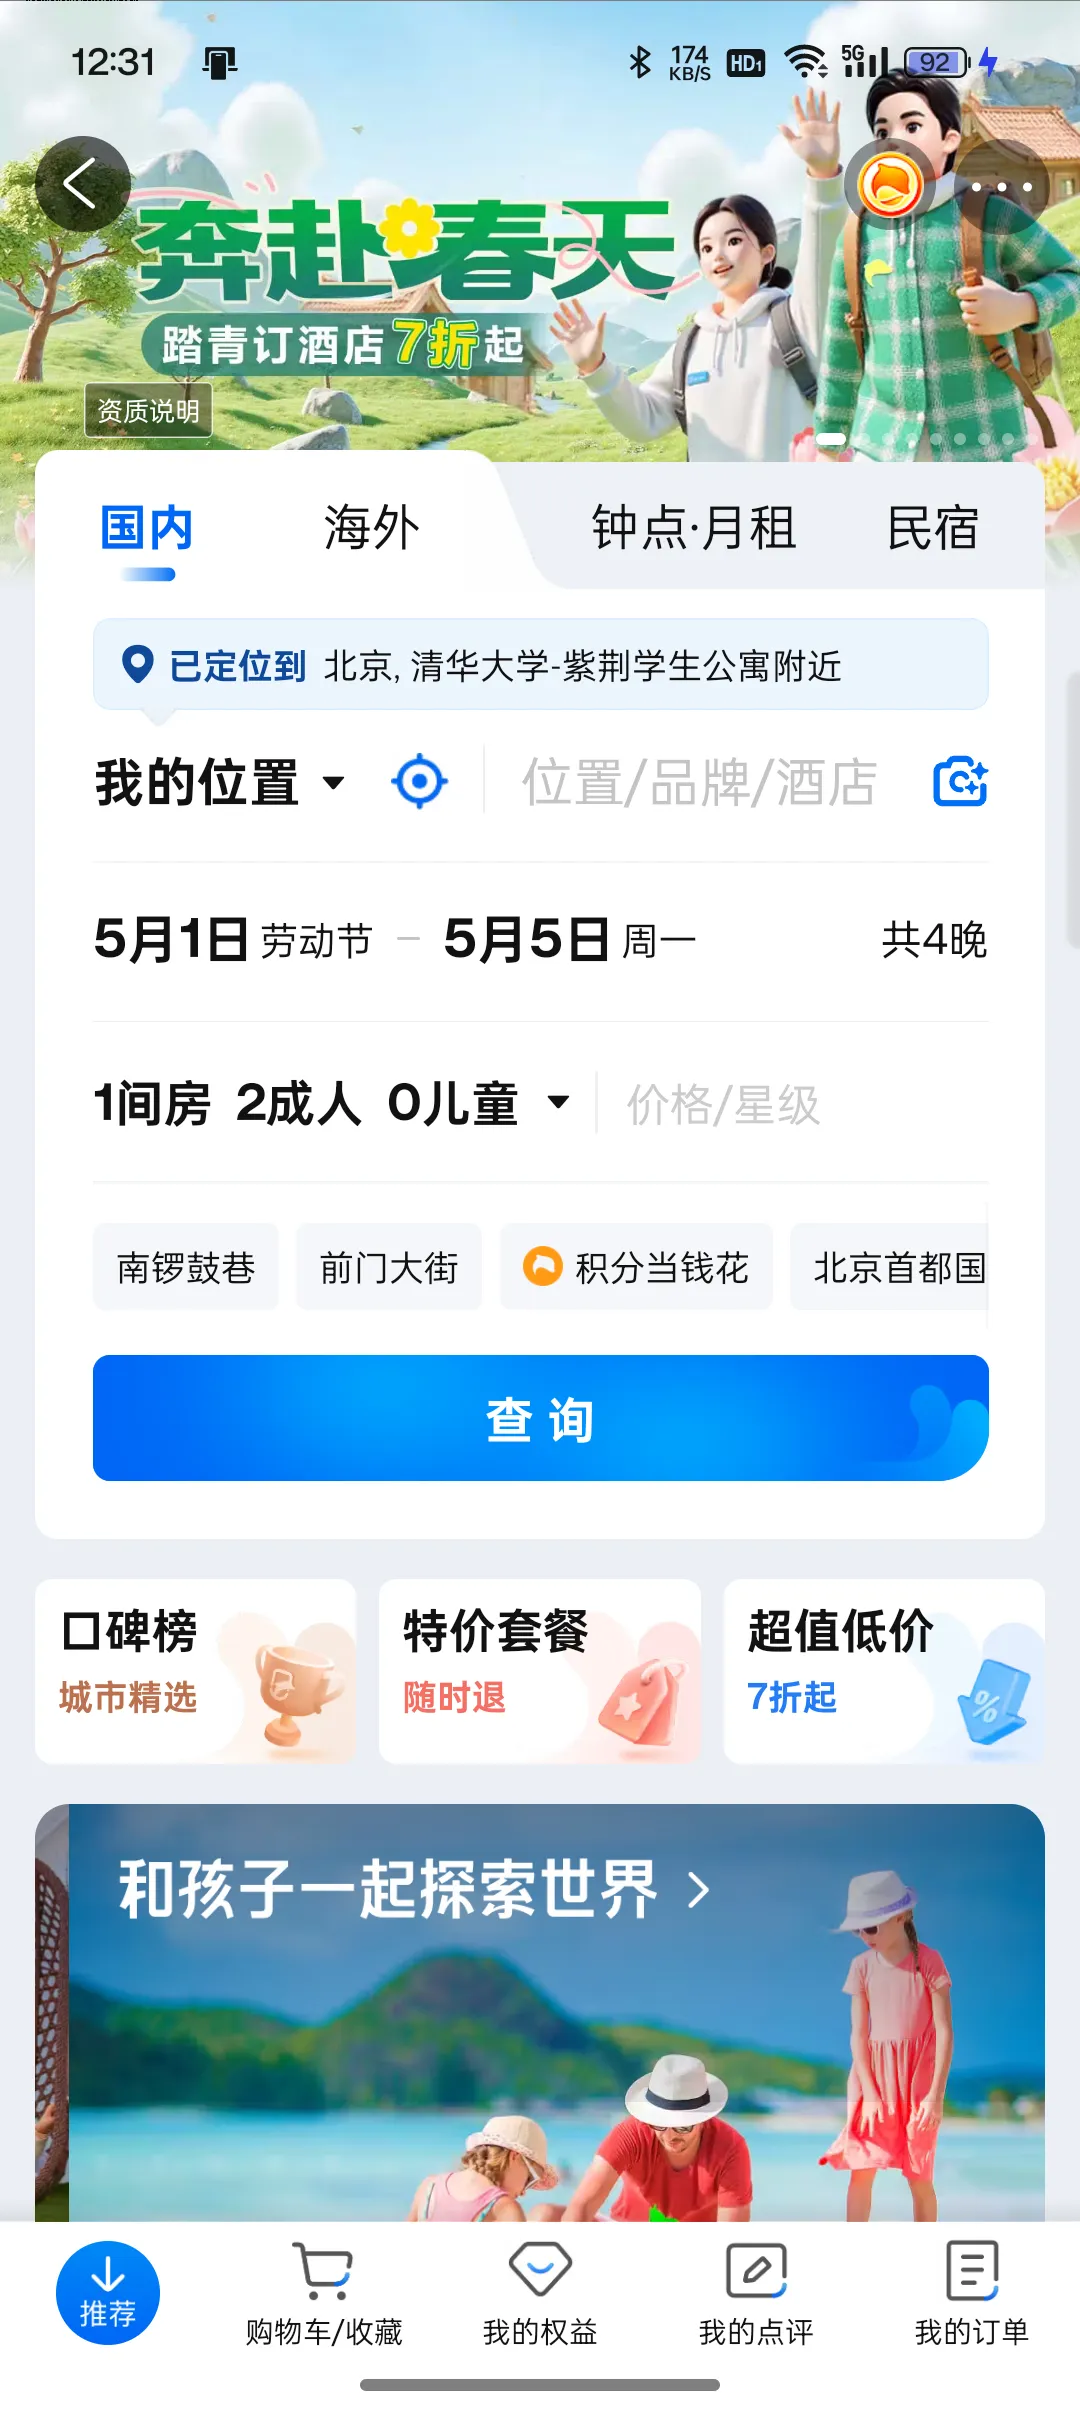 12:31
174 KB/S HD1 5G 92
奔赴春天
踏青订酒店7折起
资质说明
国内 海外 钟点·月租 民宿
已定位到 北京, 清华大学-紫荆学生公寓附近
我的位置 位置/品牌/酒店
5月1日 劳动节 – 5月5日 周一 共4晚
1间房 2成人 0儿童 价格/星级
南锣鼓巷 前门大街 积分当钱花 北京首都国
查询
口碑榜 特价套餐 超值低价
城市精选 随时退 7折起
%
和孩子一起探索世界 >
推荐 购物车/收藏 我的权益 我的点评 我的订单